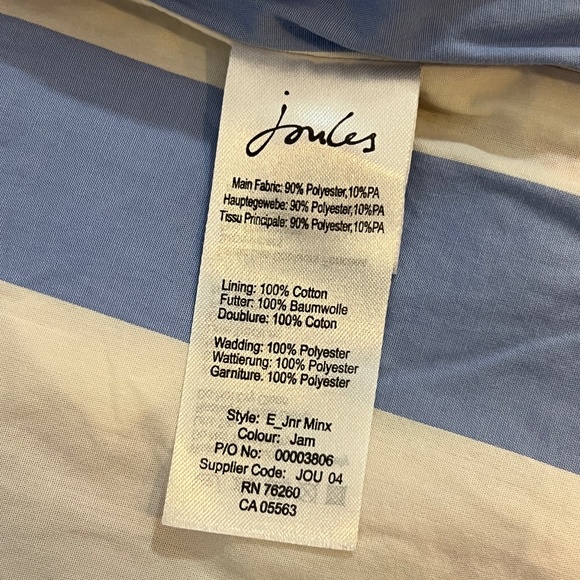 joules
Main Fabric: 90% Polyester,10%PA
Hauptegewebe: 90% Polyester,10%PA
Tissu Principale: 90% Polyester,10%PA
Lining: 100% Cotton
Futter: 100% Baumwolle
Doublure: 100% Coton
Wadding: 100% Polyester
Wattierung: 100% Polyester
Garniture. 100% Polyester
Style: E_Jnr Minx
Colour: Jam
P/O No: 00003806
Supplier Code: JOU 04
RN 76260
CA 05563